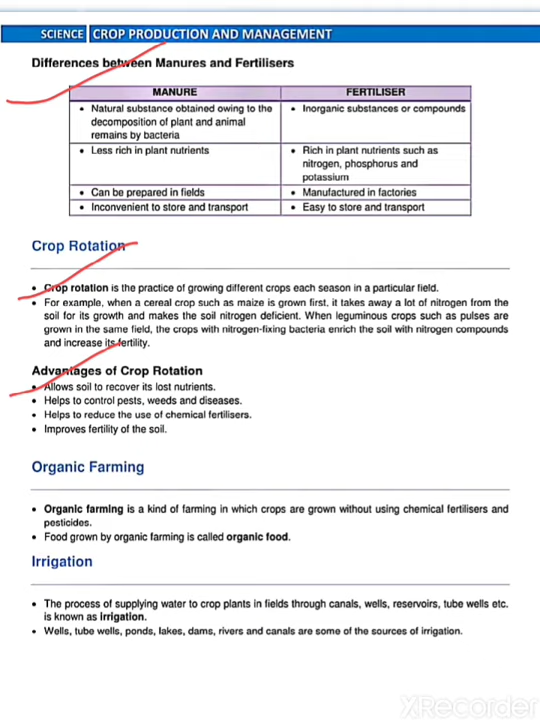 SCIENCE CROP PRODUCTION AND MANAGEMENT
Differences between Manures and Fertilisers
MANURE
FERTILISER
• Natural substance obtained owing to the
decomposition of plant and animal
remains by bacteria
• Inorganic substances or compounds
• Less rich in plant nutrients
• Rich in plant nutrients such as
nitrogen, phosphorus and
potassium
• Can be prepared in fields
• Manufactured in factories
• Inconvenient to store and transport
• Easy to store and transport
Crop Rotation
• Crop rotation is the practice of growing different crops each season in a particular field.
• For example, when a cereal crop such as maize is grown first, it takes away a lot of nitrogen from the
soil for its growth and makes the soil nitrogen deficient. When leguminous crops such as pulses are
grown in the same field, the crops with nitrogen-fixing bacteria enrich the soil with nitrogen compounds
and increase its fertility.
Advantages of Crop Rotation
• Allows soil to recover its lost nutrients.
• Helps to control pests, weeds and diseases.
• Helps to reduce the use of chemical fertilisers.
• Improves fertility of the soil.
Organic Farming
• Organic farming is a kind of farming in which crops are grown without using chemical fertilisers and
pesticides.
• Food grown by organic farming is called organic food.
Irrigation
• The process of supplying water to crop plants in fields through canals, wells, reservoirs, tube wells etc.
is known as irrigation.
• Wells, tube wells, ponds, lakes, dams, rivers and canals are some of the sources of irrigation.
XRecorder